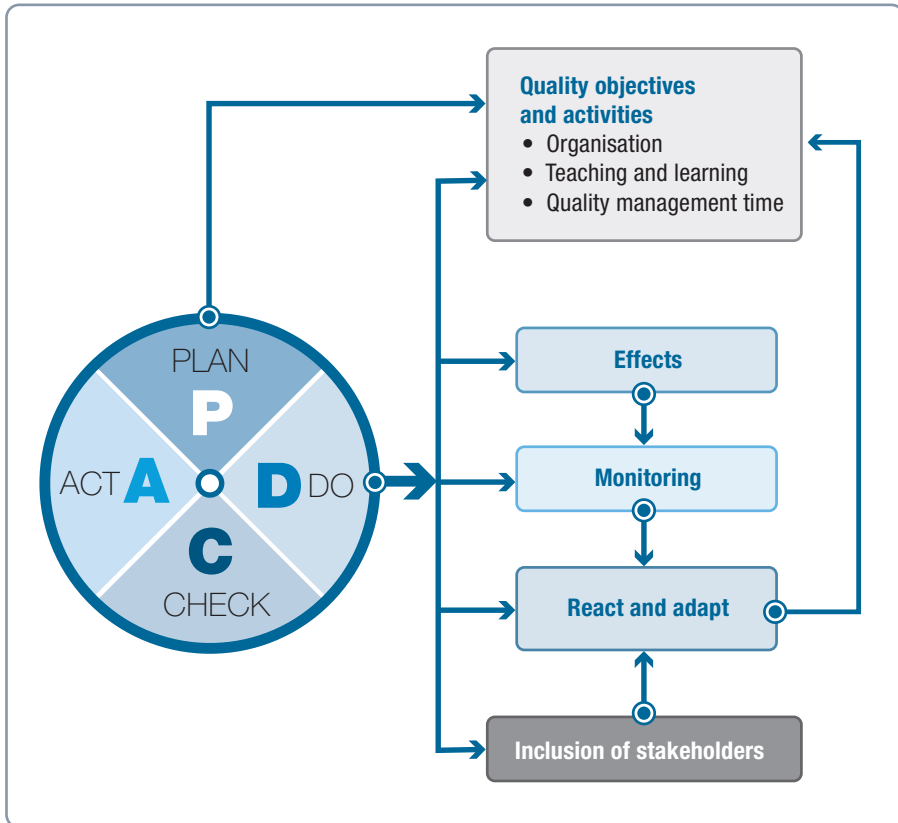 Quality objectives
and activities
• Organisation
• Teaching and learning
• Quality management time
PLAN
P
ACT A
D DO
C
CHECK
Effects
Monitoring
React and adapt
Inclusion of stakeholders